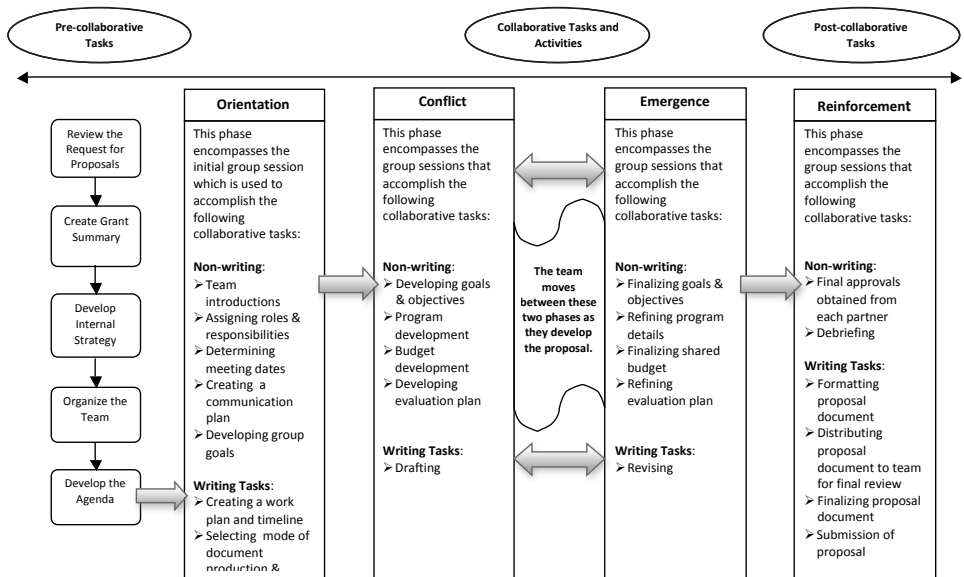 Pre-collaborative
Tasks
Collaborative Tasks and
Activities
Post-collaborative
Tasks
Review the
Request for
Proposals
Create Grant
Summary
Develop
Internal
Strategy
Organize the
Team
Develop the
Agenda
Orientation
This phase
encompasses the
initial group session
which is used to
accomplish the
following
collaborative tasks:
Non-writing:
➢ Team
introductions
➢ Assigning roles &
responsibilities
➢ Determining
meeting dates
➢ Creating a
communication
plan
➢ Developing group
goals
Writing Tasks:
➢ Creating a work
plan and timeline
➢ Selecting mode of
document
production &
Conflict
This phase
encompasses the
group sessions that
accomplish the
following
collaborative tasks:
Non-writing:
➢ Developing goals
& objectives
➢ Program
development
➢ Budget
development
➢ Developing
evaluation plan
Writing Tasks:
➢ Drafting
The team
moves
between these
two phases as
they develop
the proposal.
Emergence
This phase
encompasses the
group sessions that
accomplish the
following
collaborative tasks:
Non-writing:
➢ Finalizing goals &
objectives
➢ Refining program
details
➢ Finalizing shared
budget
➢ Refining
evaluation plan
Writing Tasks:
➢ Revising
Reinforcement
This phase
encompasses the
group sessions that
accomplish the
following
collaborative tasks:
Non-writing:
➢ Final approvals
obtained from
each partner
➢ Debriefing
Writing Tasks:
➢ Formatting
proposal
document
➢ Distributing
proposal
document to team
for final review
➢ Finalizing proposal
document
➢ Submission of
proposal